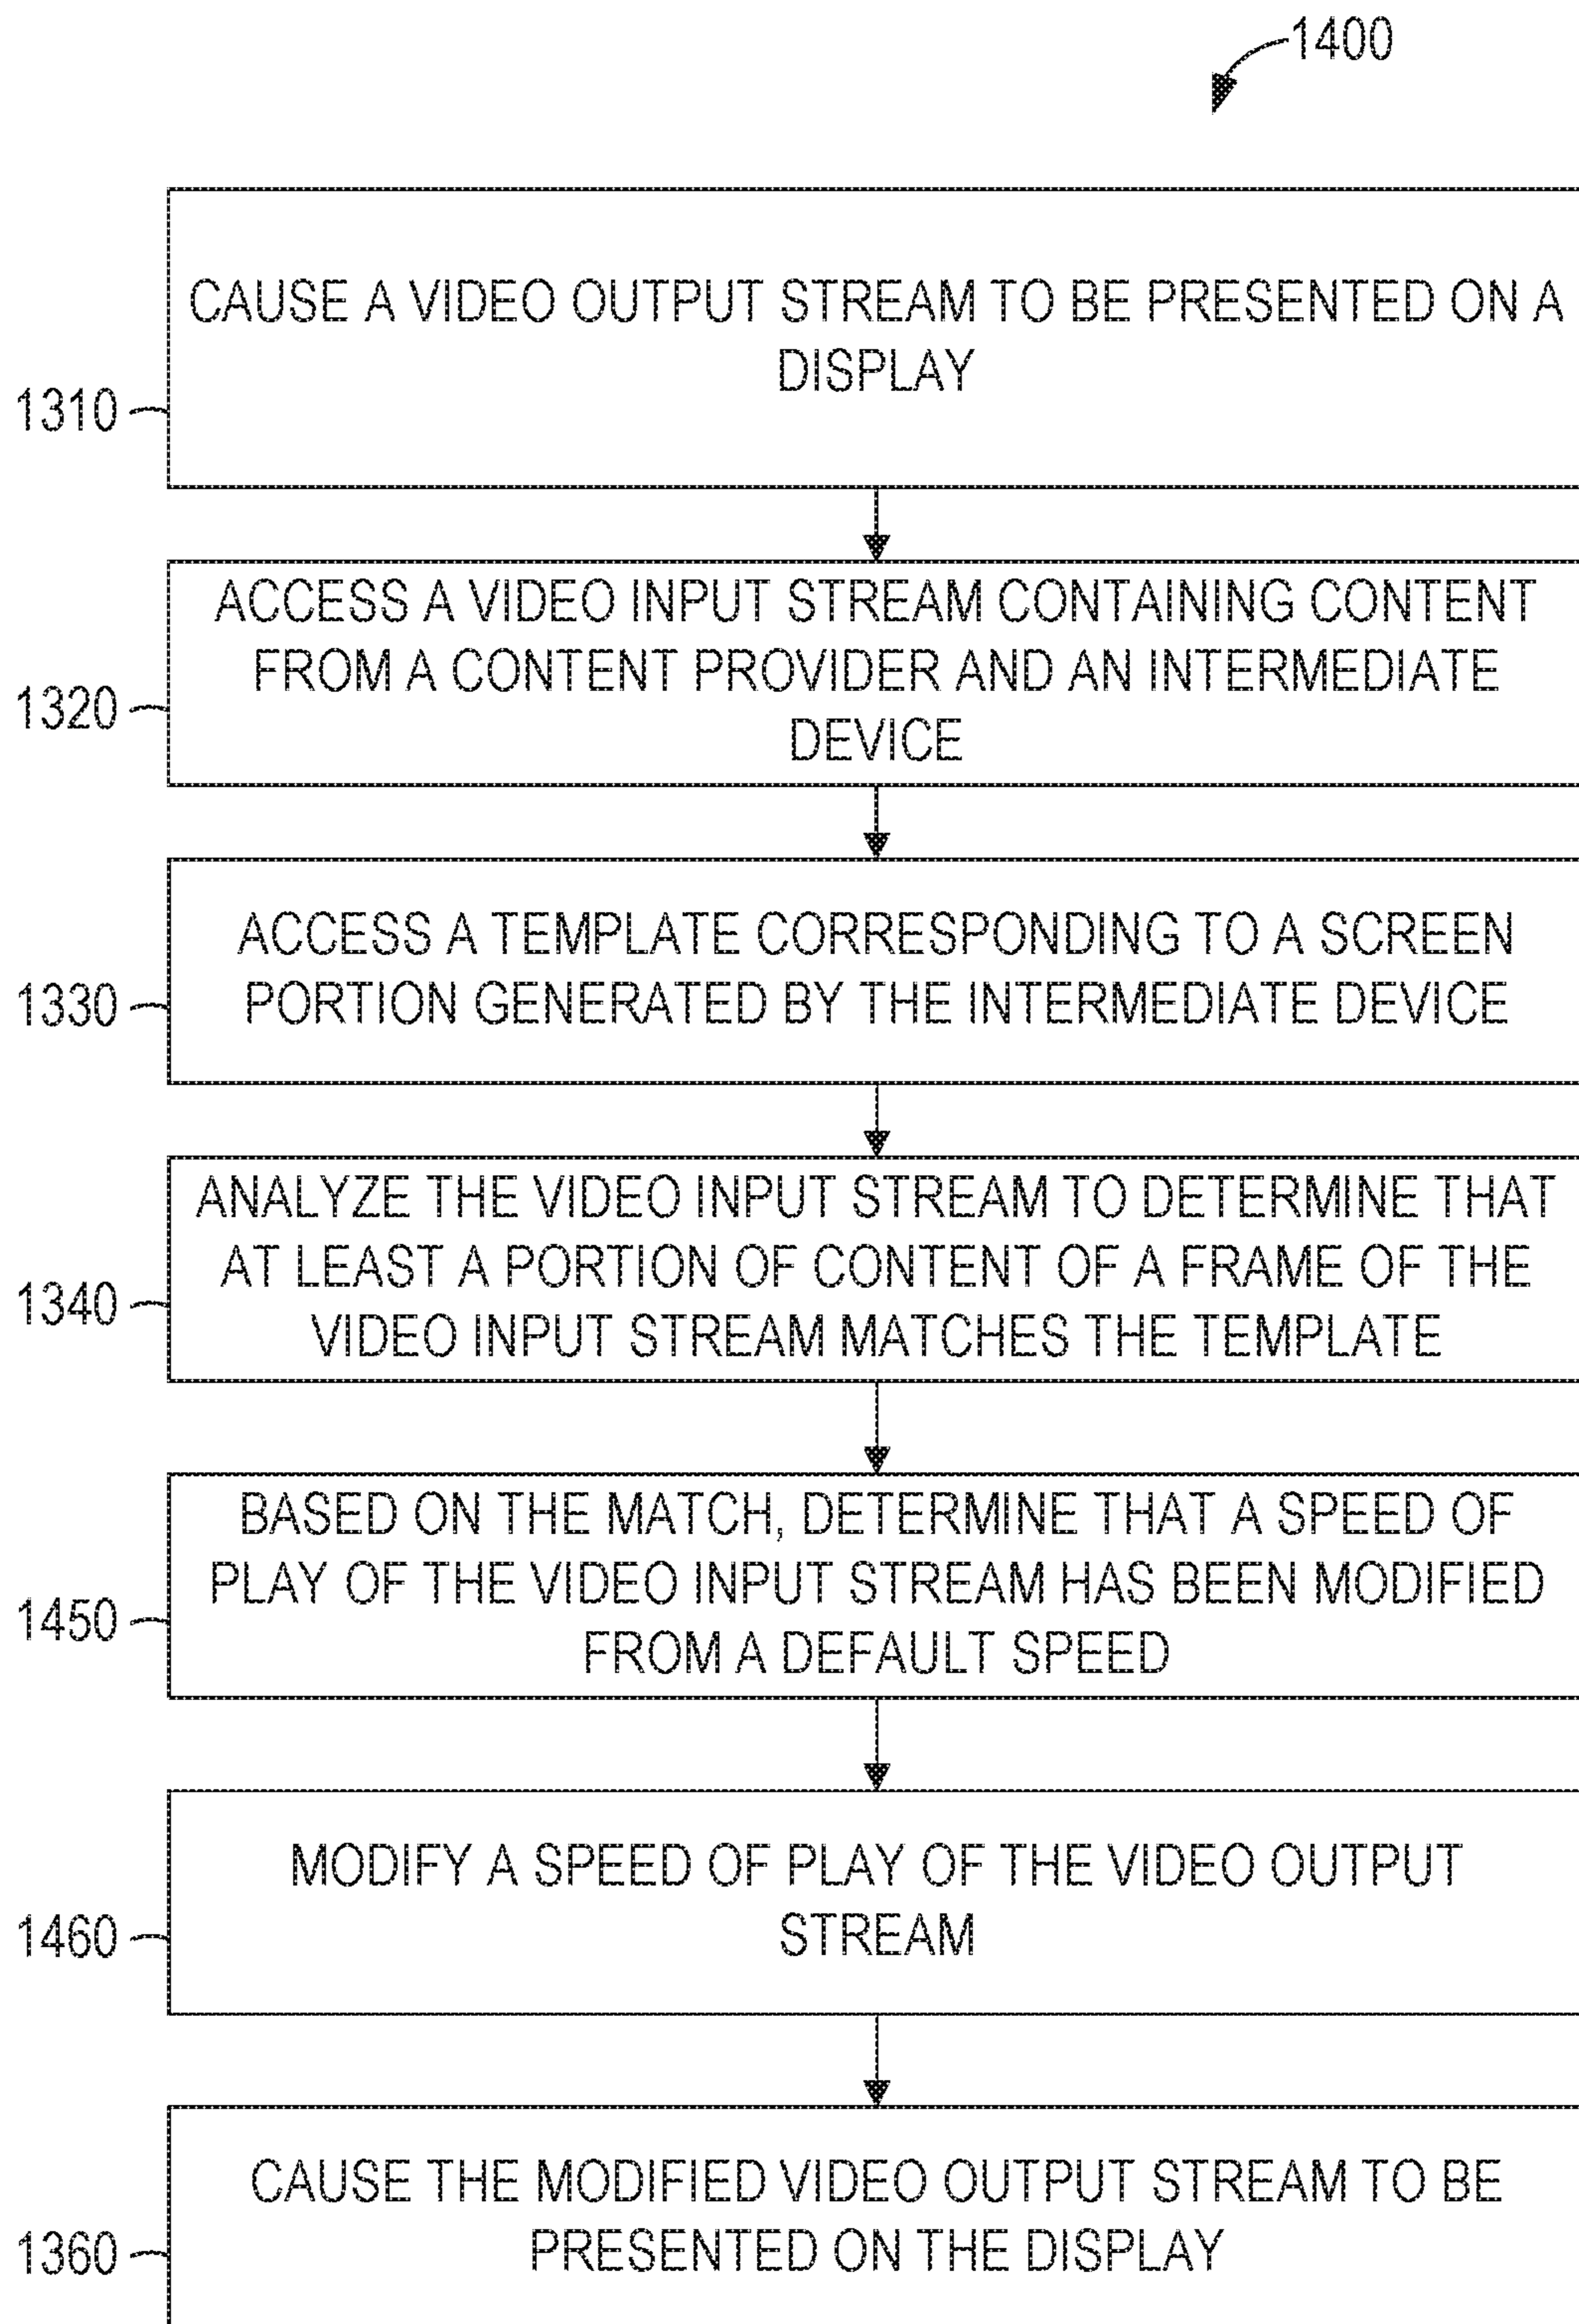 1400
CAUSE A VIDEO OUTPUT STREAM TO BE PRESENTED ON A
DISPLAY
1310
ACCESS A VIDEO INPUT STREAM CONTAINING CONTENT
FROM A CONTENT PROVIDER AND AN INTERMEDIATE
DEVICE
1320
ACCESS A TEMPLATE CORRESPONDING TO A SCREEN
PORTION GENERATED BY THE INTERMEDIATE DEVICE
1330
ANALYZE THE VIDEO INPUT STREAM TO DETERMINE THAT
AT LEAST A PORTION OF CONTENT OF A FRAME OF THE
VIDEO INPUT STREAM MATCHES THE TEMPLATE
1340
BASED ON THE MATCH, DETERMINE THAT A SPEED OF
PLAY OF THE VIDEO INPUT STREAM HAS BEEN MODIFIED
FROM A DEFAULT SPEED
1450
MODIFY A SPEED OF PLAY OF THE VIDEO OUTPUT
STREAM
1460
CAUSE THE MODIFIED VIDEO OUTPUT STREAM TO BE
PRESENTED ON THE DISPLAY
1360